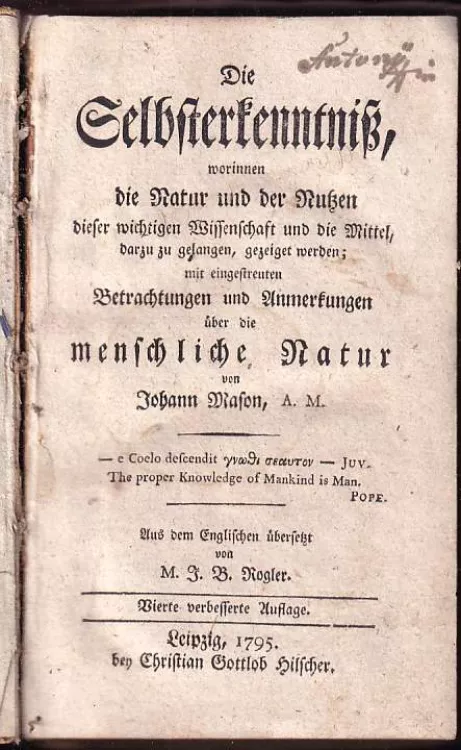 Die
Selbsterkenntniß,
worinnen
die Natur und der Nutzen
dieser wichtigen Wissenschaft und die Mittel,
darzu zu gelangen, gezeiget werden;
mit eingestreuten
Betrachtungen und Anmerkungen
über die
menschliche Natur
von
Johann Mason, A. M.
— e Coelo descendit γνωθι σεαυτον — Juv.
The proper Knowledge of Mankind is Man.
Pope.
Aus dem Englischen übersetzt
von
M. J. B. Rogler.
Vierte verbesserte Auflage.
Leipzig, 1795.
bey Christian Gottlob Hilscher.